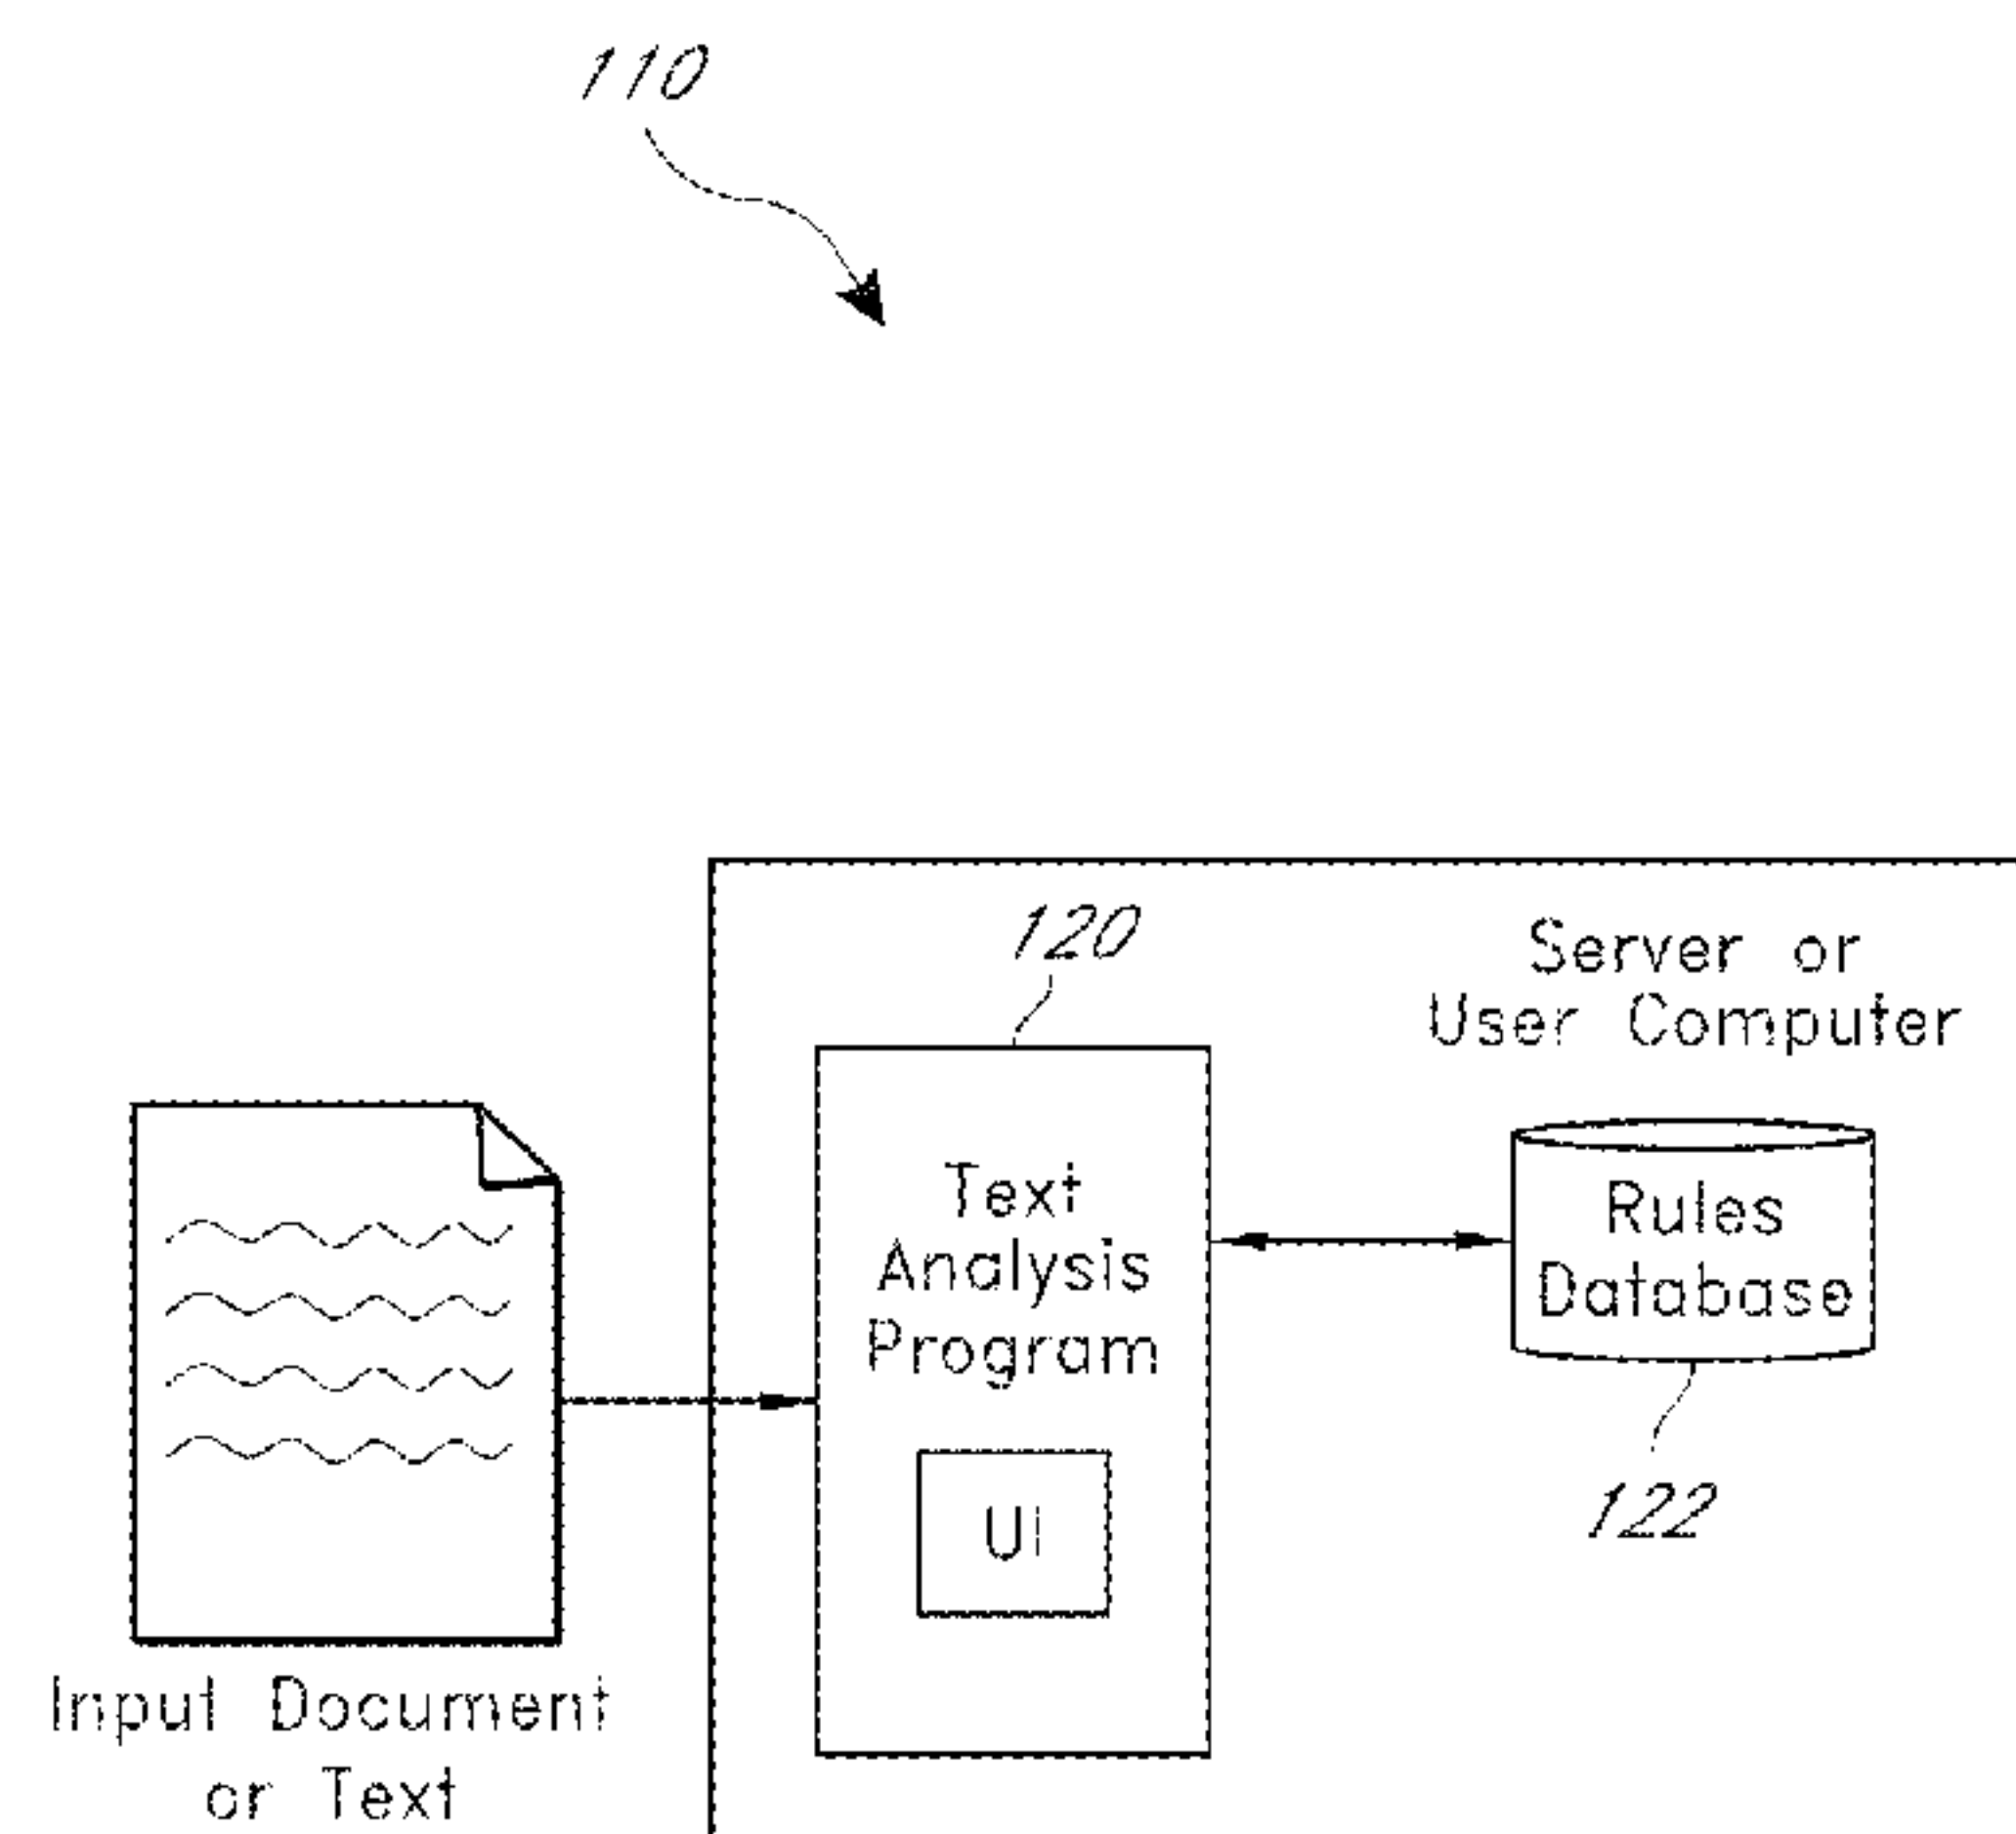 110
120
Server or
User Computer
Text
Analysis
Program
UI
Rules
Database
122
Input Document
or Text